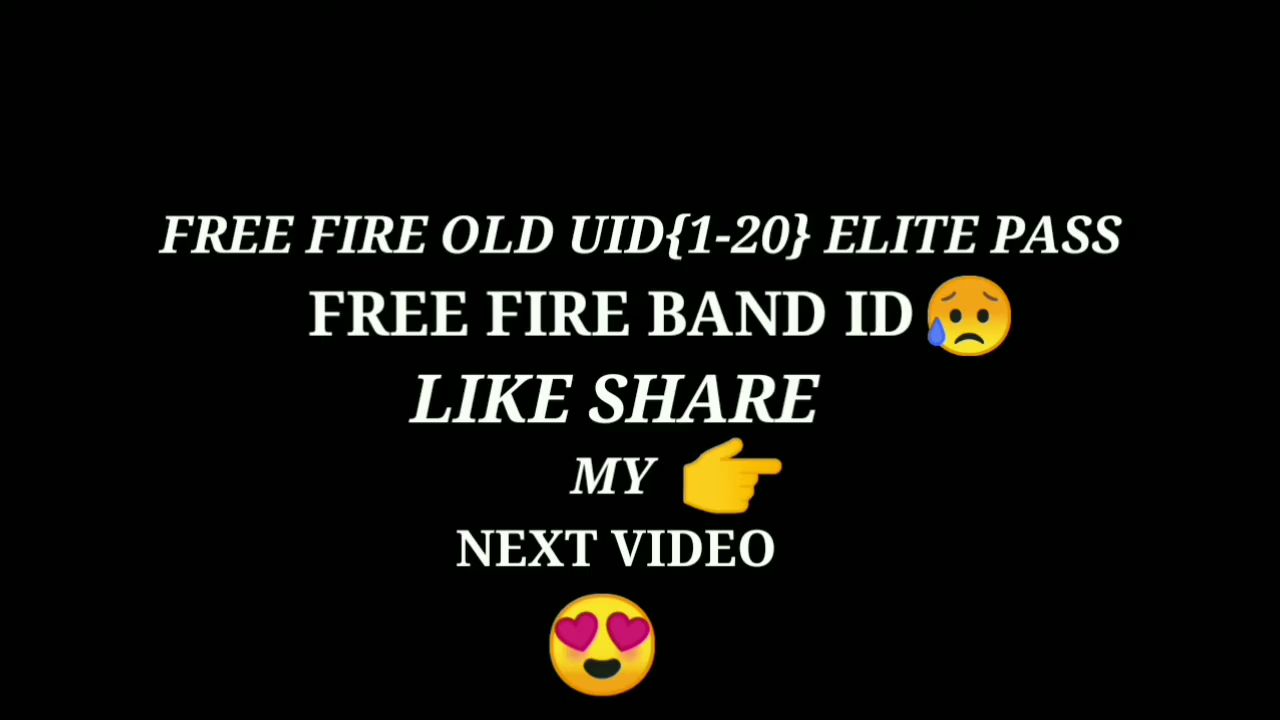 FREE FIRE OLD UID{1-20} ELITE PASS
FREE FIRE BAND ID😥
LIKE SHARE
MY 👉
NEXT VIDEO
😍